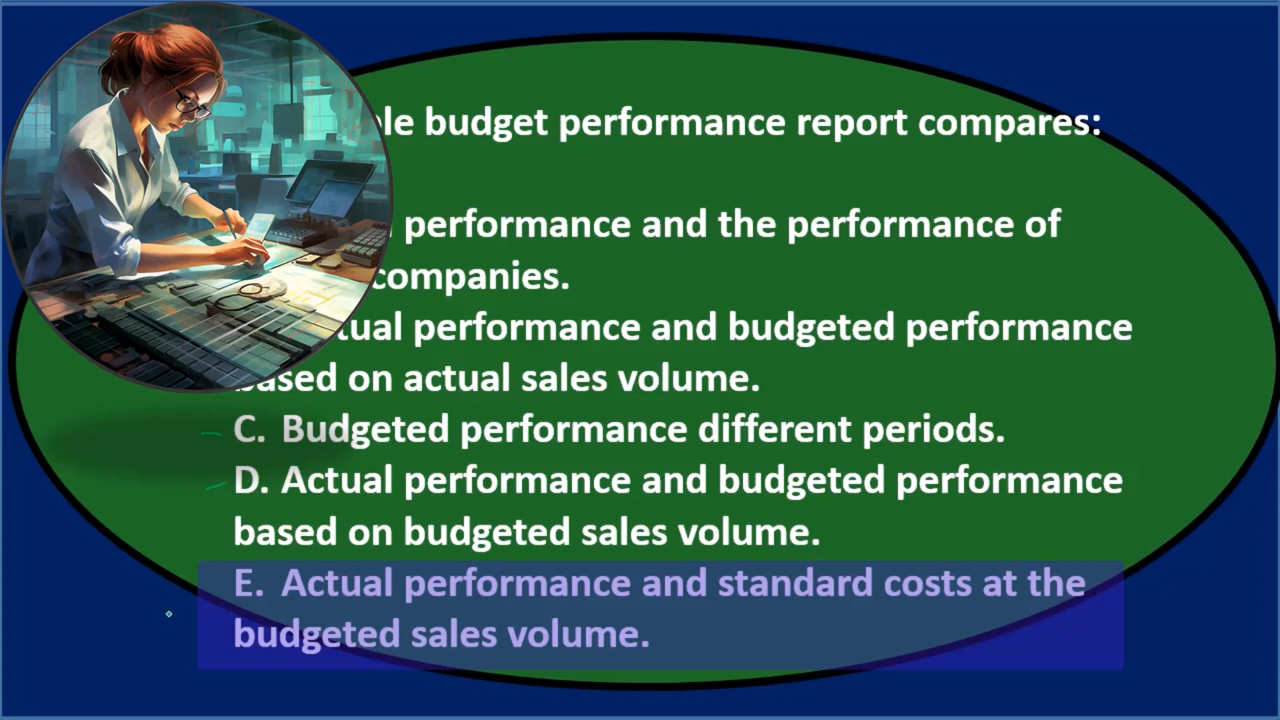 budget performance report compares:
performance and the performance of
companies.
performance and budgeted performance
based on actual sales volume.
C. Budgeted performance different periods.
D. Actual performance and budgeted performance
based on budgeted sales volume.
E. Actual performance and standard costs at the
budgeted sales volume.